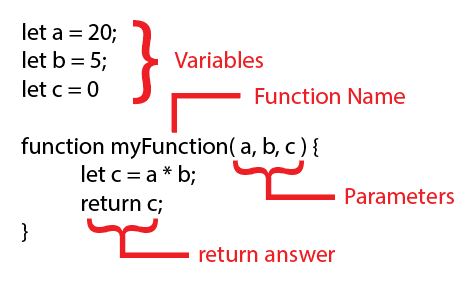 let a = 20;
let b = 5;
let c = 0
Variables
Function Name
function myFunction( a, b, c ) {
let c = a * b;
return c;
Parameters
}
return answer